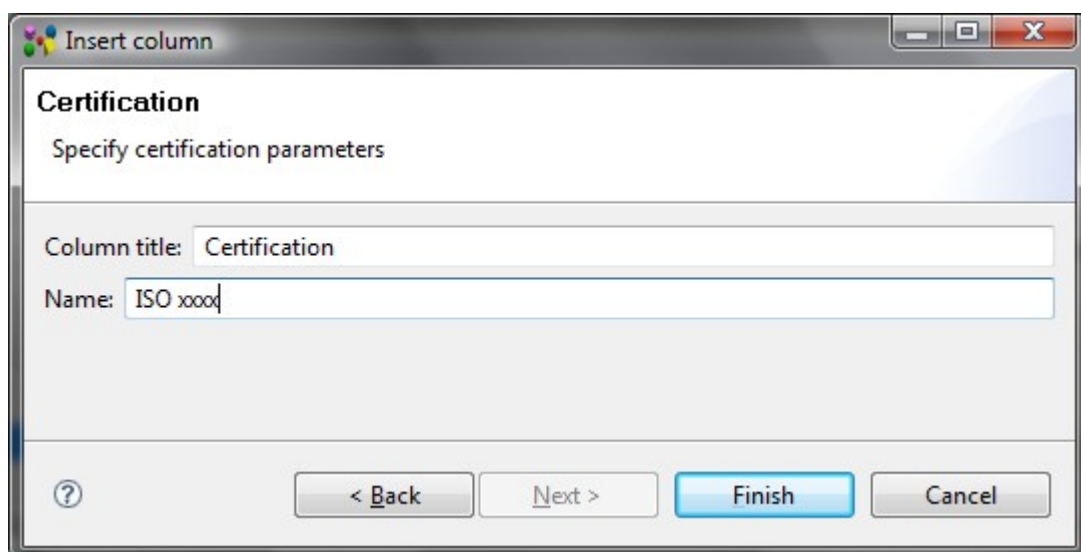 Insert column
Certification
Specify certification parameters
Column title: Certification
Name: ISO xxxx
< Back Next > Finish Cancel